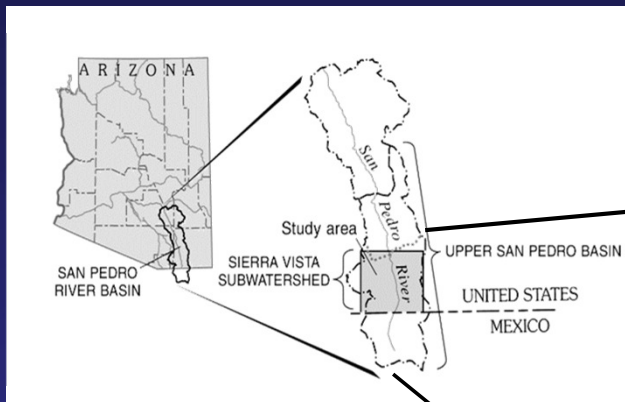 ARIZONA
SAN PEDRO
RIVER BASIN
San
Pedro
River
Study area
SIERRA VISTA
SUBWATERSHED
UPPER SAN PEDRO BASIN
UNITED STATES
MEXICO